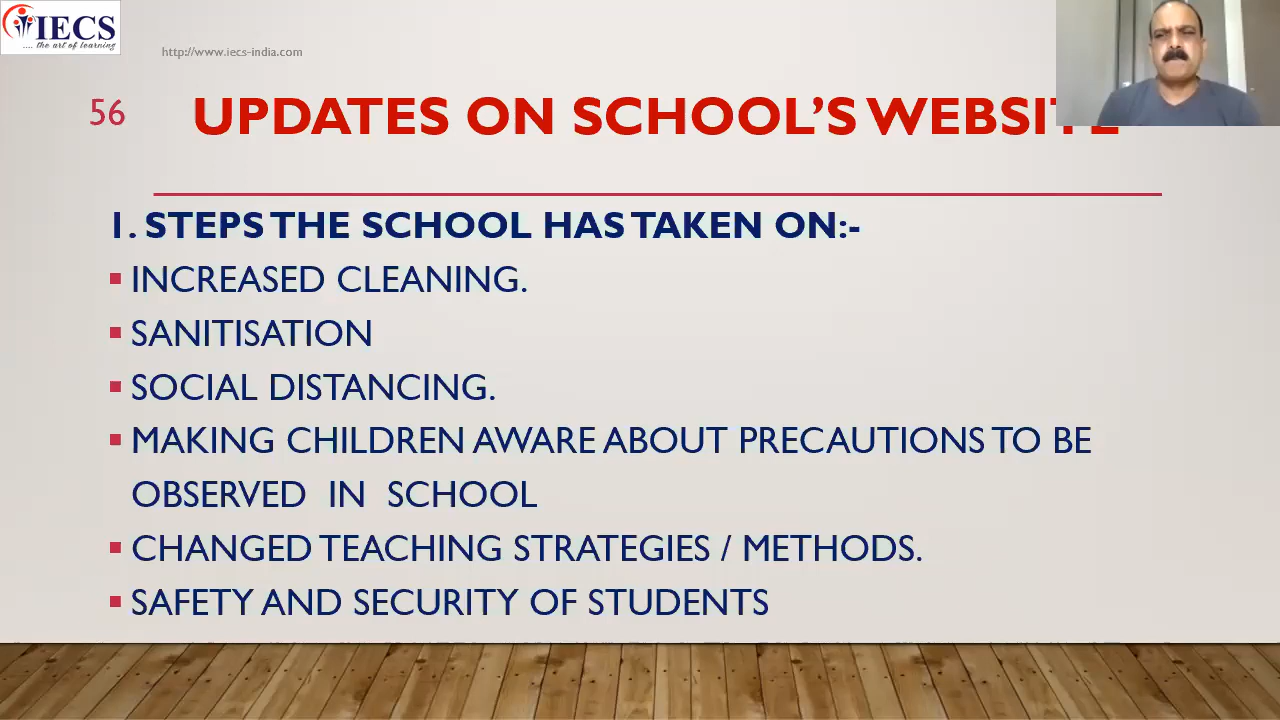 IECS
.... the art of learning
http://www.iecs-india.com
56
UPDATES ON SCHOOL'S WEBSITE
1. STEPS THE SCHOOL HAS TAKEN ON:-
INCREASED CLEANING.
SANITISATION
SOCIAL DISTANCING.
MAKING CHILDREN AWARE ABOUT PRECAUTIONS TO BE
OBSERVED IN SCHOOL
CHANGED TEACHING STRATEGIES / METHODS.
SAFETY AND SECURITY OF STUDENTS